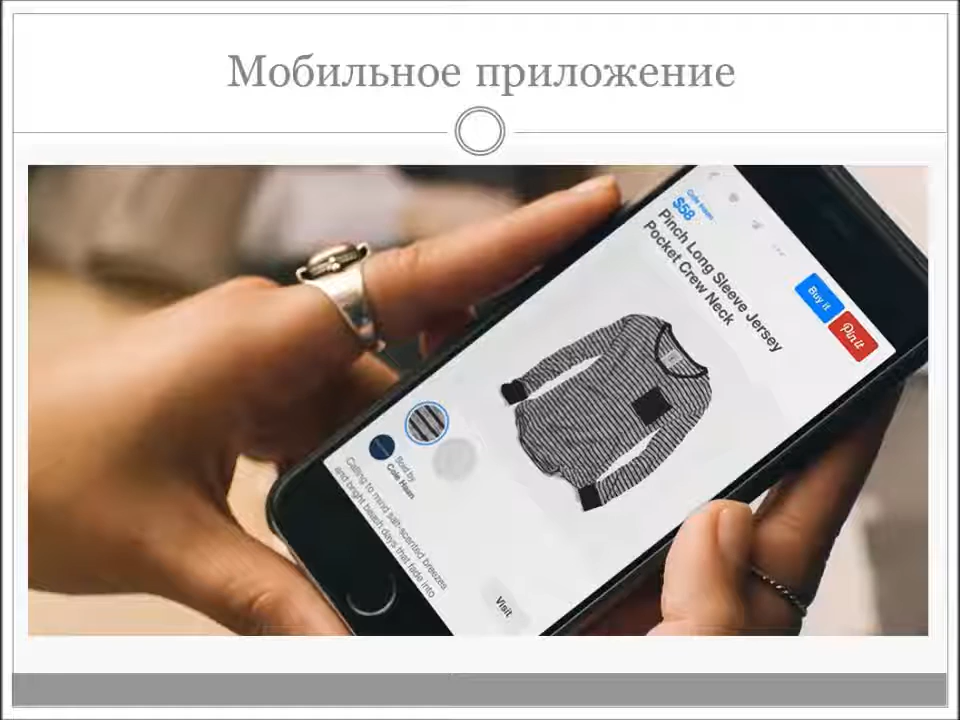 Мобильное приложение
Cole Haan
$58
Pinch Long Sleeve Jersey
Pocket Crew Neck
Buy it
Pin it
Sold by
Cole Haan
Calling to mind salt-scented breezes
and bright beach days that fade into
Visit